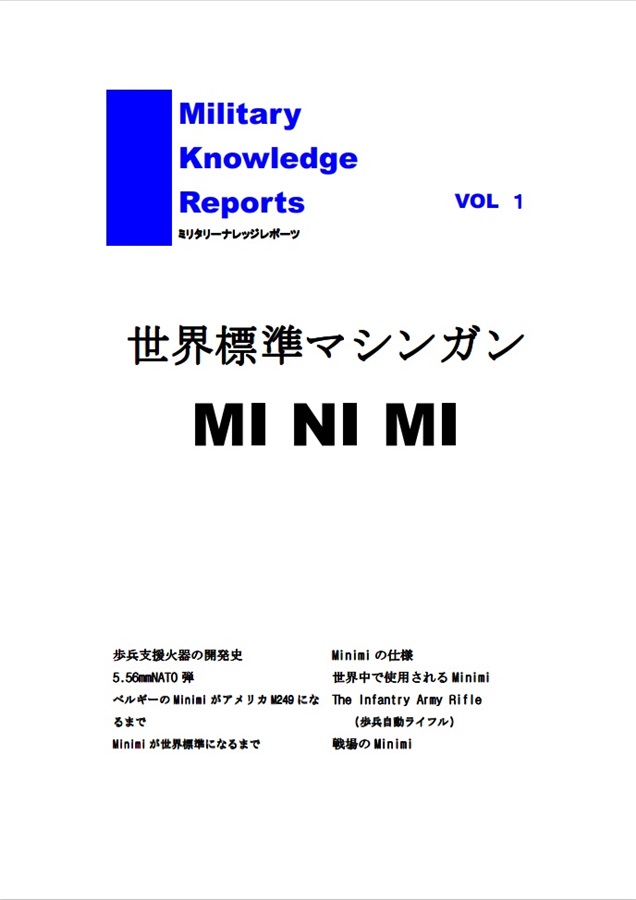 Military
Knowledge
Reports
ミリタリーナレッジレポーツ
VOL 1
世界標準マシンガン
MI NI MI
歩兵支援火器の開発史
5.56mmNATO 弾
ベルギーの Minimi がアメリカ M249 にな
るまで
Minimi が世界標準になるまで
Minimi の仕様
世界中で使用される Minimi
The Infantry Army Rifle
(歩兵自動ライフル)
戦場の Minimi